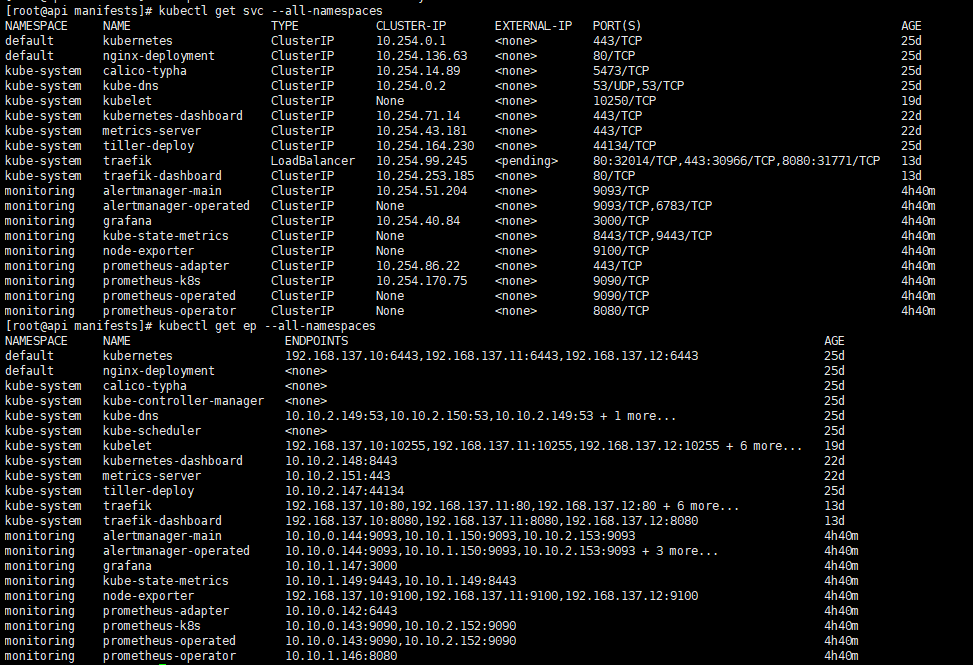 [root@api manifests]# kubectl get svc --all-namespaces
NAMESPACE NAME TYPE CLUSTER-IP EXTERNAL-IP PORT(S) AGE
default kubernetes ClusterIP 10.254.0.1 <none> 443/TCP 25d
default nginx-deployment ClusterIP 10.254.136.63 <none> 80/TCP 25d
kube-system calico-typha ClusterIP 10.254.14.89 <none> 5473/TCP 25d
kube-system kube-dns ClusterIP 10.254.0.2 <none> 53/UDP,53/TCP 25d
kube-system kubelet ClusterIP None <none> 10250/TCP 19d
kube-system kubernetes-dashboard ClusterIP 10.254.71.14 <none> 443/TCP 22d
kube-system metrics-server ClusterIP 10.254.43.181 <none> 443/TCP 22d
kube-system tiller-deploy ClusterIP 10.254.164.230 <none> 44134/TCP 25d
kube-system traefik LoadBalancer 10.254.99.245 <pending> 80:32014/TCP,443:30966/TCP,8080:31771/TCP 13d
kube-system traefik-dashboard ClusterIP 10.254.253.185 <none> 80/TCP 13d
monitoring alertmanager-main ClusterIP 10.254.51.204 <none> 9093/TCP 4h40m
monitoring alertmanager-operated ClusterIP None <none> 9093/TCP,6783/TCP 4h40m
monitoring grafana ClusterIP 10.254.40.84 <none> 3000/TCP 4h40m
monitoring kube-state-metrics ClusterIP None <none> 8443/TCP,9443/TCP 4h40m
monitoring node-exporter ClusterIP None <none> 9100/TCP 4h40m
monitoring prometheus-adapter ClusterIP 10.254.86.22 <none> 443/TCP 4h40m
monitoring prometheus-k8s ClusterIP 10.254.170.75 <none> 9090/TCP 4h40m
monitoring prometheus-operated ClusterIP None <none> 9090/TCP 4h40m
monitoring prometheus-operator ClusterIP None <none> 8080/TCP 4h40m
[root@api manifests]# kubectl get ep --all-namespaces
NAMESPACE NAME ENDPOINTS AGE
default kubernetes 192.168.137.10:6443,192.168.137.11:6443,192.168.137.12:6443 25d
default nginx-deployment <none> 25d
kube-system calico-typha <none> 25d
kube-system kube-controller-manager <none> 25d
kube-system kube-dns 10.10.2.149:53,10.10.2.150:53,10.10.2.149:53 + 1 more... 25d
kube-system kube-scheduler <none> 25d
kube-system kubelet 192.168.137.10:10255,192.168.137.11:10255,192.168.137.12:10255 + 6 more... 19d
kube-system kubernetes-dashboard 10.10.2.148:8443 22d
kube-system metrics-server 10.10.2.151:443 22d
kube-system tiller-deploy 10.10.2.147:44134 25d
kube-system traefik 192.168.137.10:80,192.168.137.11:80,192.168.137.12:80 + 6 more... 13d
kube-system traefik-dashboard 192.168.137.10:8080,192.168.137.11:8080,192.168.137.12:8080 13d
monitoring alertmanager-main 10.10.0.144:9093,10.10.1.150:9093,10.10.2.153:9093 4h40m
monitoring alertmanager-operated 10.10.0.144:9093,10.10.1.150:9093,10.10.2.153:9094 + 3 more... 4h40m
monitoring grafana 10.10.1.147:3000 4h40m
monitoring kube-state-metrics 10.10.1.149:9443,10.10.1.149:8443 4h40m
monitoring node-exporter 192.168.137.10:9100,192.168.137.11:9100,192.168.137.12:9100 4h40m
monitoring prometheus-adapter 10.10.0.142:6443 4h40m
monitoring prometheus-k8s 10.10.0.143:9090,10.10.2.152:9090 4h40m
monitoring prometheus-operated 10.10.0.143:9090,10.10.2.152:9090 4h40m
monitoring prometheus-operator 10.10.1.146:8080 4h40m